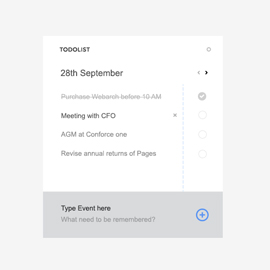 TODOLIST
28th September
Purchase Webarch before 10 AM
Meeting with CFO
AGM at Conforce one
Revise annual returns of Pages
Type Event here
What need to be remembered?